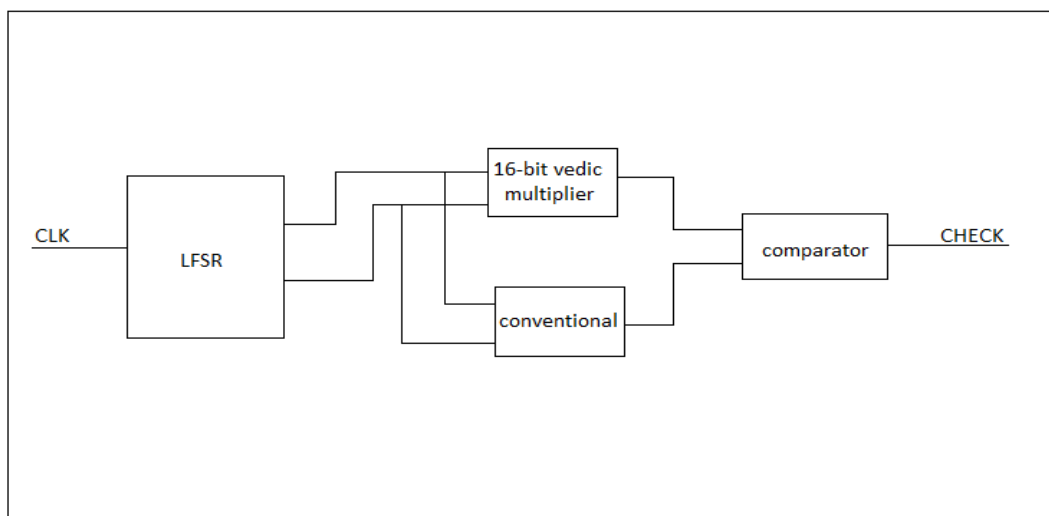 CLK
LFSR
16-bit vedic
multiplier
conventional
comparator
CHECK